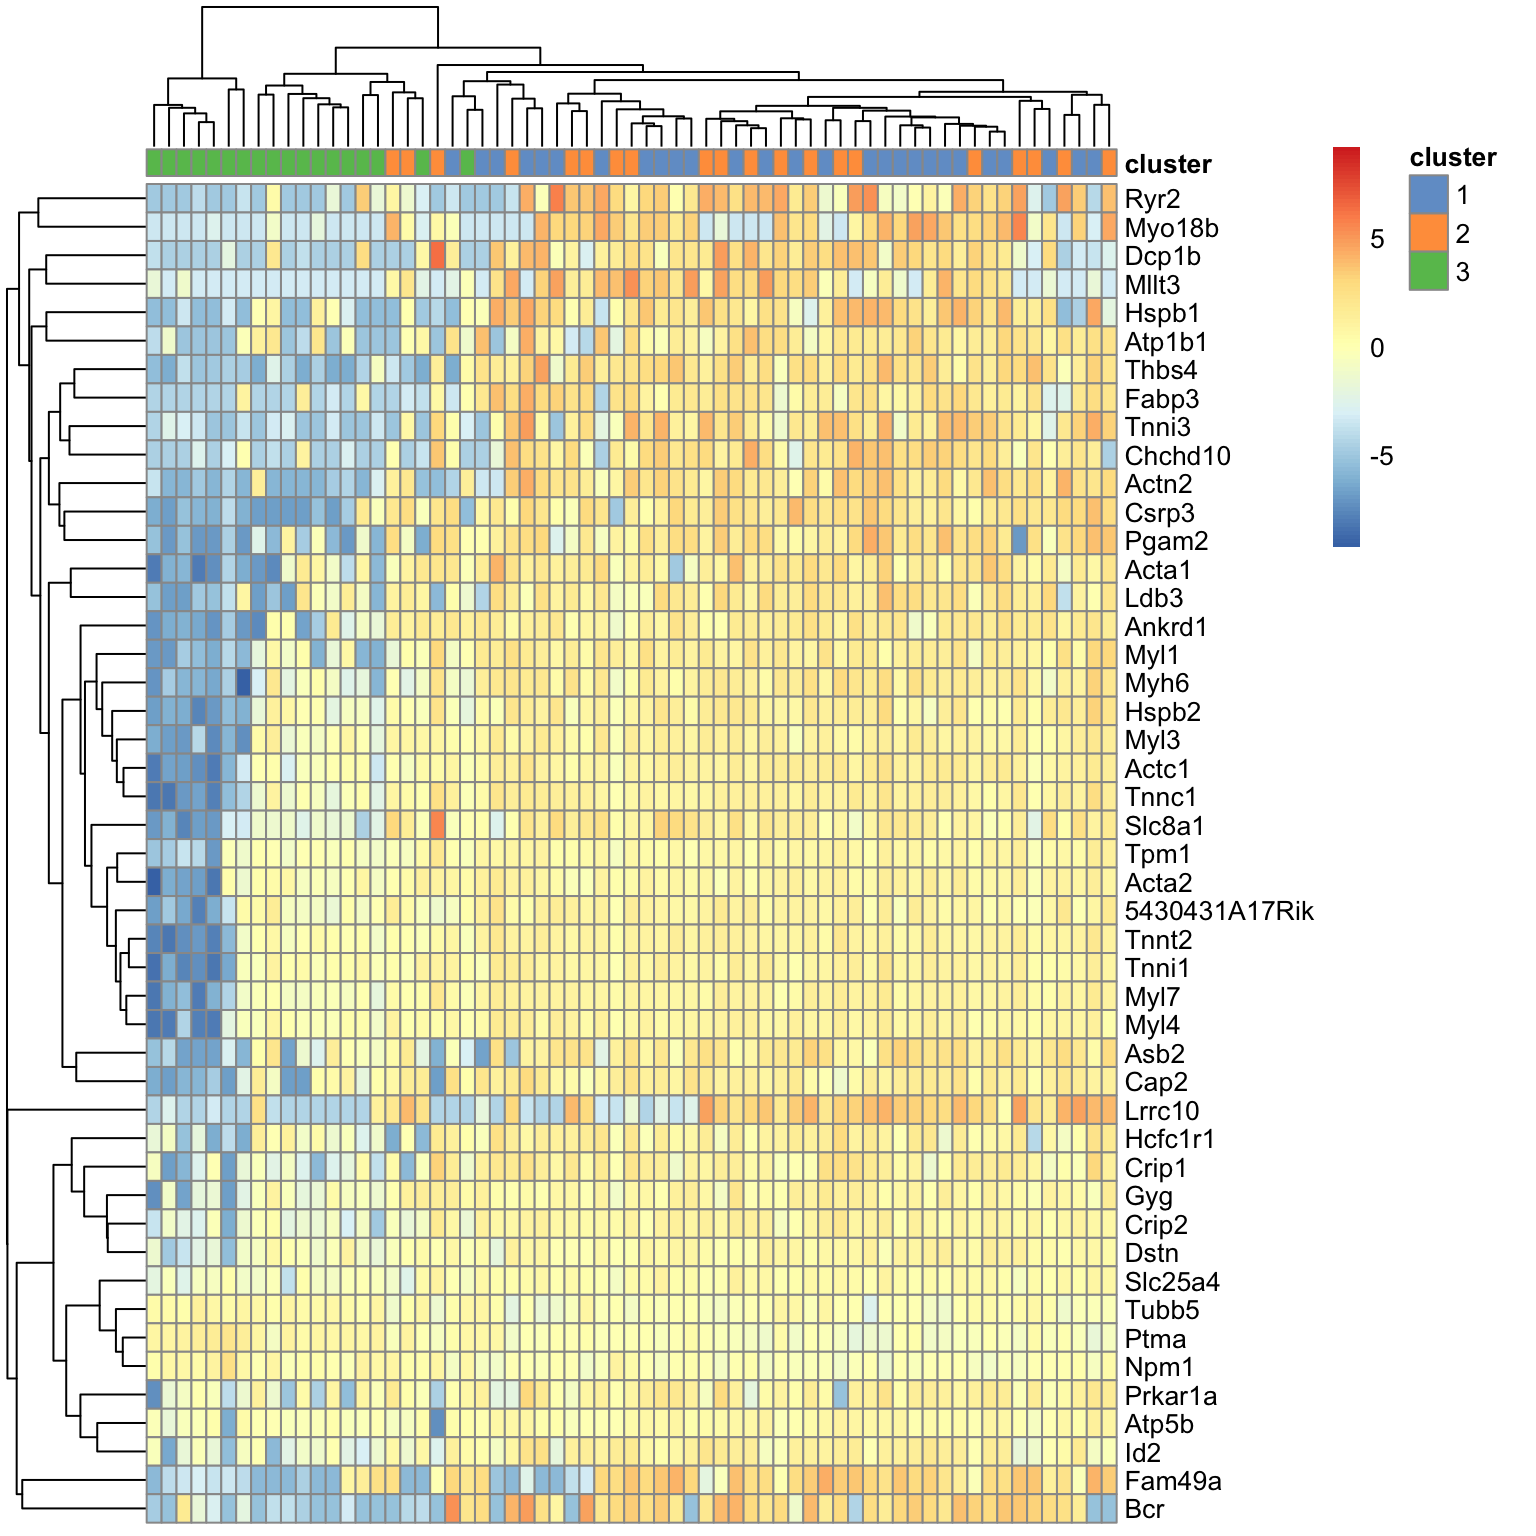 cluster
Ryr2
Myo18b
Dcp1b
Mllt3
Hspb1
Atp1b1
Thbs4
Fabp3
Tnni3
Chchd10
Actn2
Csrp3
Pgam2
Acta1
Ldb3
Ankrd1
Myl1
Myh6
Hspb2
Myl3
Actc1
Tnnc1
Slc8a1
Tpm1
Acta2
5430431A17Rik
Tnnt2
Tnni1
Myl7
Myl4
Asb2
Cap2
Lrrc10
Hcfc1r1
Crip1
Gyg
Crip2
Dstn
Slc25a4
Tubb5
Ptma
Npm1
Prkar1a
Atp5b
Id2
Fam49a
Bcr
5
0
-5
cluster
1
2
3